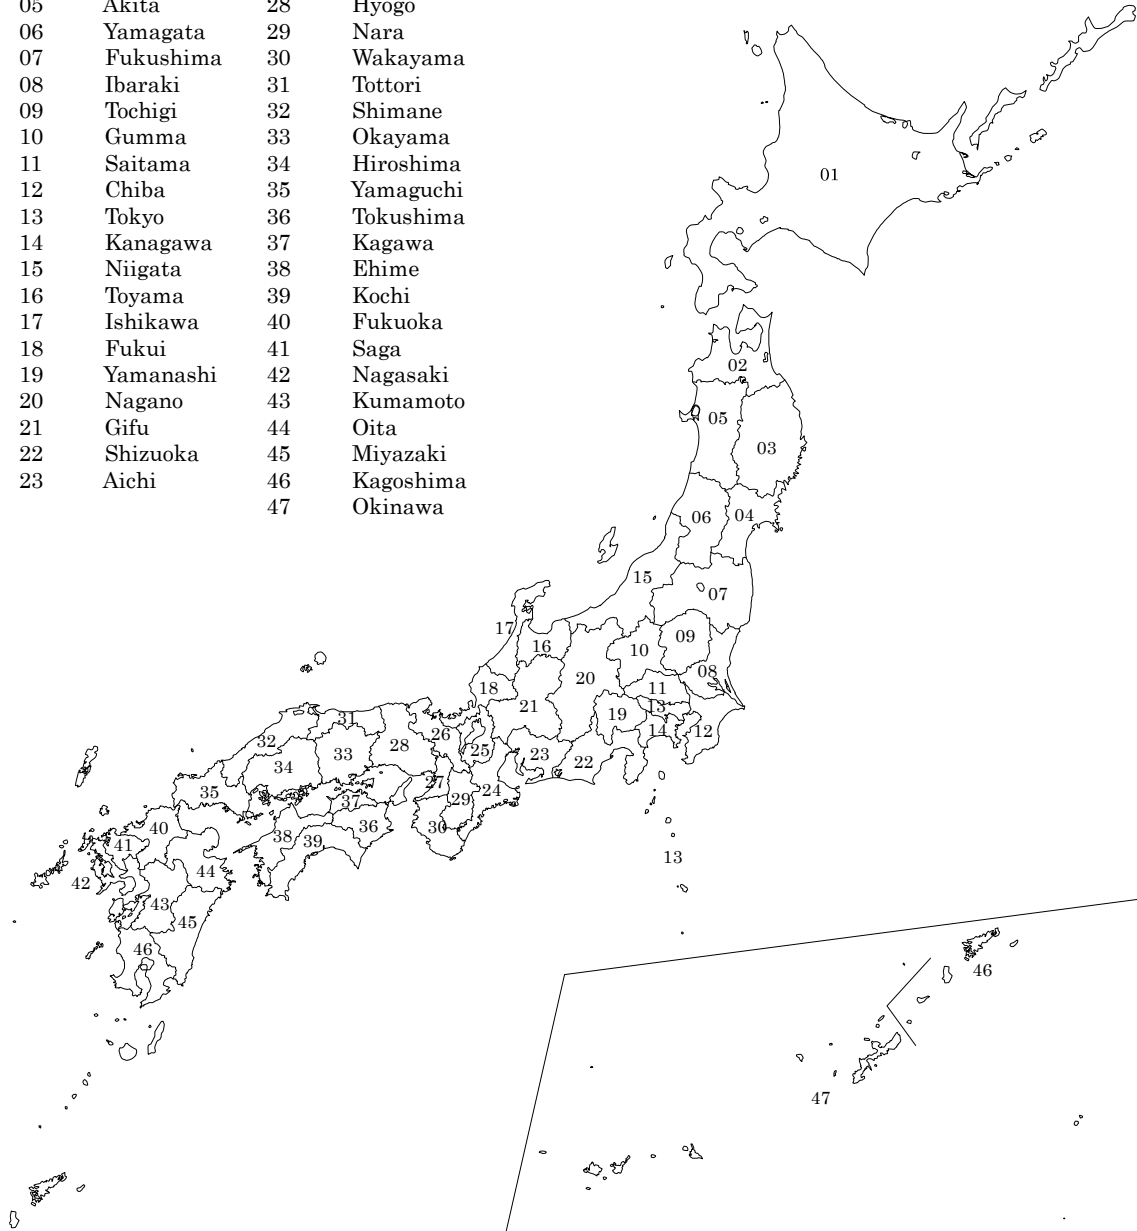 05 Akita 28 Hyogo
06 Yamagata 29 Nara
07 Fukushima 30 Wakayama
08 Ibaraki 31 Tottori
09 Tochigi 32 Shimane
10 Gumma 33 Okayama
11 Saitama 34 Hiroshima
12 Chiba 35 Yamaguchi
13 Tokyo 36 Tokushima
14 Kanagawa 37 Kagawa
15 Niigata 38 Ehime
16 Toyama 39 Kochi
17 Ishikawa 40 Fukuoka
18 Fukui 41 Saga
19 Yamanashi 42 Nagasaki
20 Nagano 43 Kumamoto
21 Gifu 44 Oita
22 Shizuoka 45 Miyazaki
23 Aichi 46 Kagoshima
47 Okinawa
01
02
05
03
06
04
15
07
17
16
10
09
20
08
18
11
21
13
19
31
14
12
26
32
33
28
25
23
22
34
27
35
24
29
37
40
36
30
38
39
41
13
44
42
43
45
46
46
47